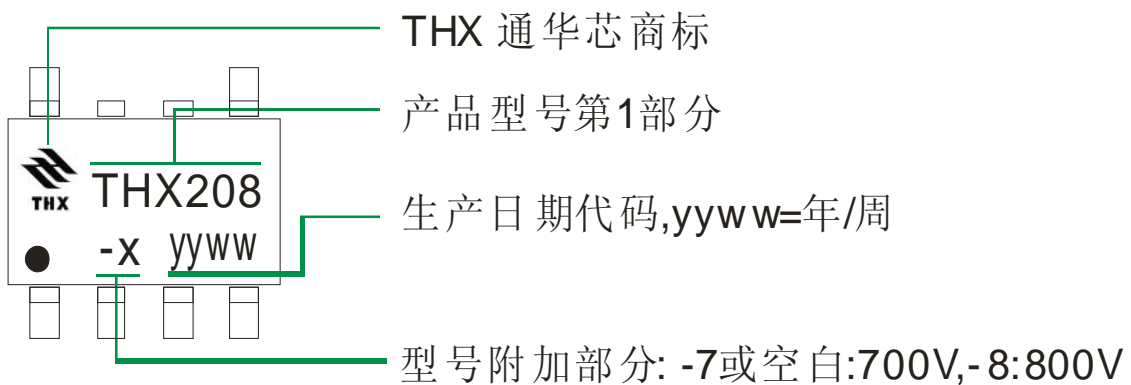 THX 通华芯商标
产品型号第1部分
THX
THX208
生产日期代码,yyww=年/周
-x yyww
型号附加部分: -7或空白:700V,-8:800V